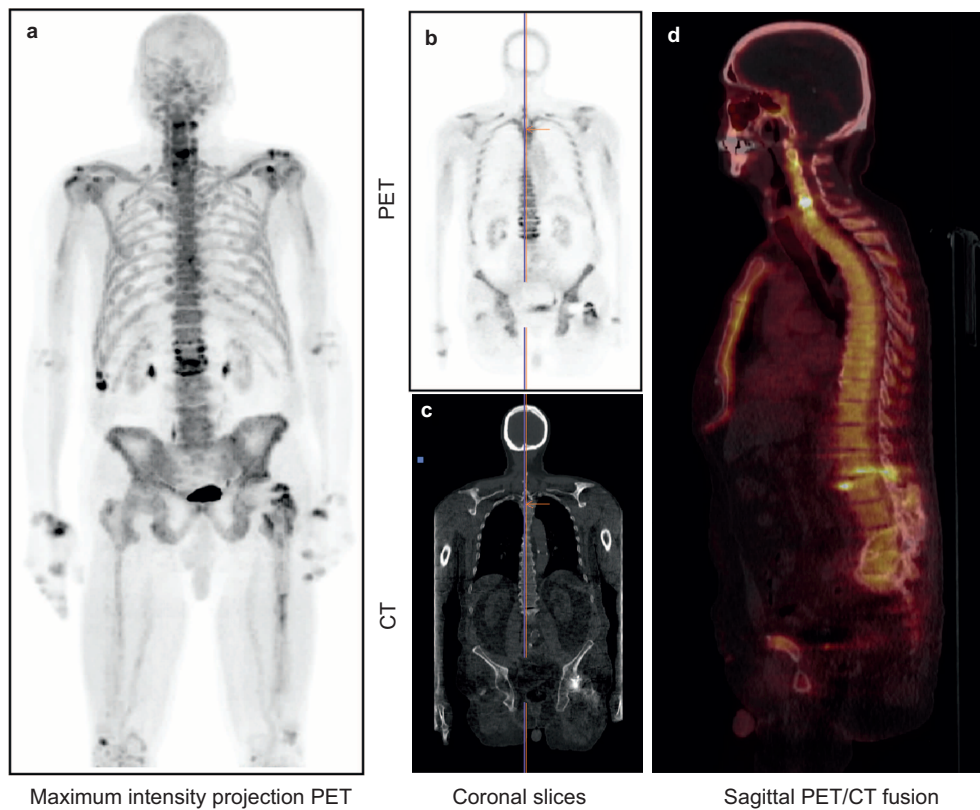 a
b
d
PET
c
CT
Maximum intensity projection PET
Coronal slices
Sagittal PET/CT fusion